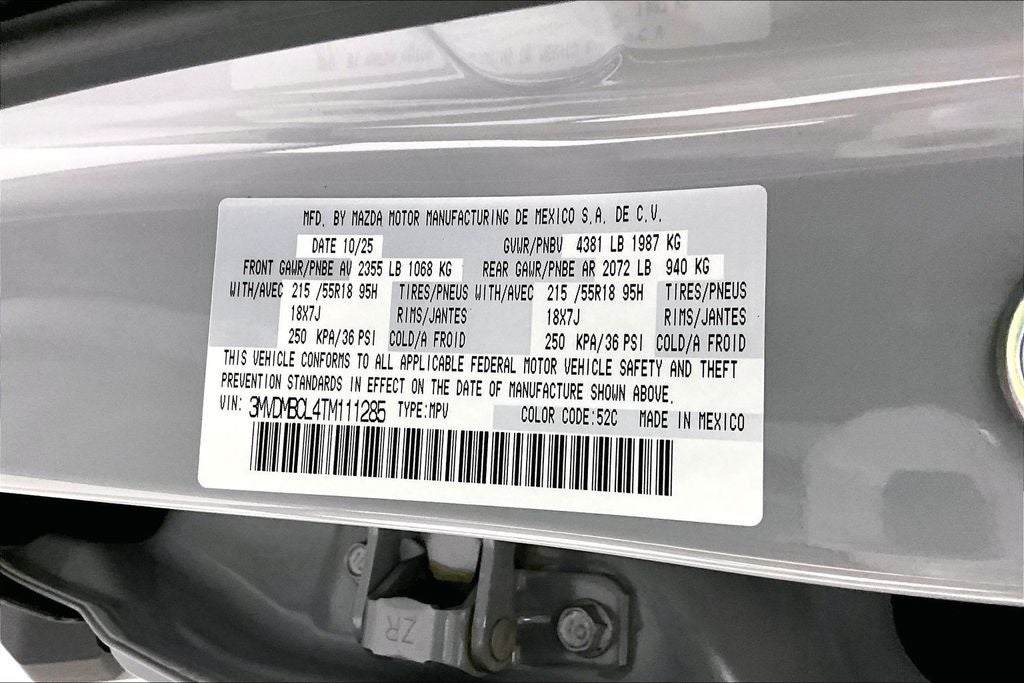 MFD. BY MAZDA MOTOR MANUFACTURING DE MEXICO S.A. DE C.V.
DATE 10/25 GVWR/PNBV 4381 LB 1987 KG
FRONT GAWR/PNBE AV 2355 LB 1068 KG REAR GAWR/PNBE AR 2072 LB 940 KG
WITH/AVEC 215 /55R18 95H TIRES/PNEUS WITH/AVEC 215 /55R18 95H TIRES/PNEUS
18X7J RIMS/JANTES 18X7J RIMS/JANTES
250 KPA/36 PSI COLD/A FROID 250 KPA/36 PSI COLD/A FROID
THIS VEHICLE CONFORMS TO ALL APPLICABLE FEDERAL MOTOR VEHICLE SAFETY AND THEFT
PREVENTION STANDARDS IN EFFECT ON THE DATE OF MANUFACTURE SHOWN ABOVE.
VIN: 3MVDMBCL4TM111285 TYPE:MPV COLOR CODE:52C MADE IN MEXICO
ZR